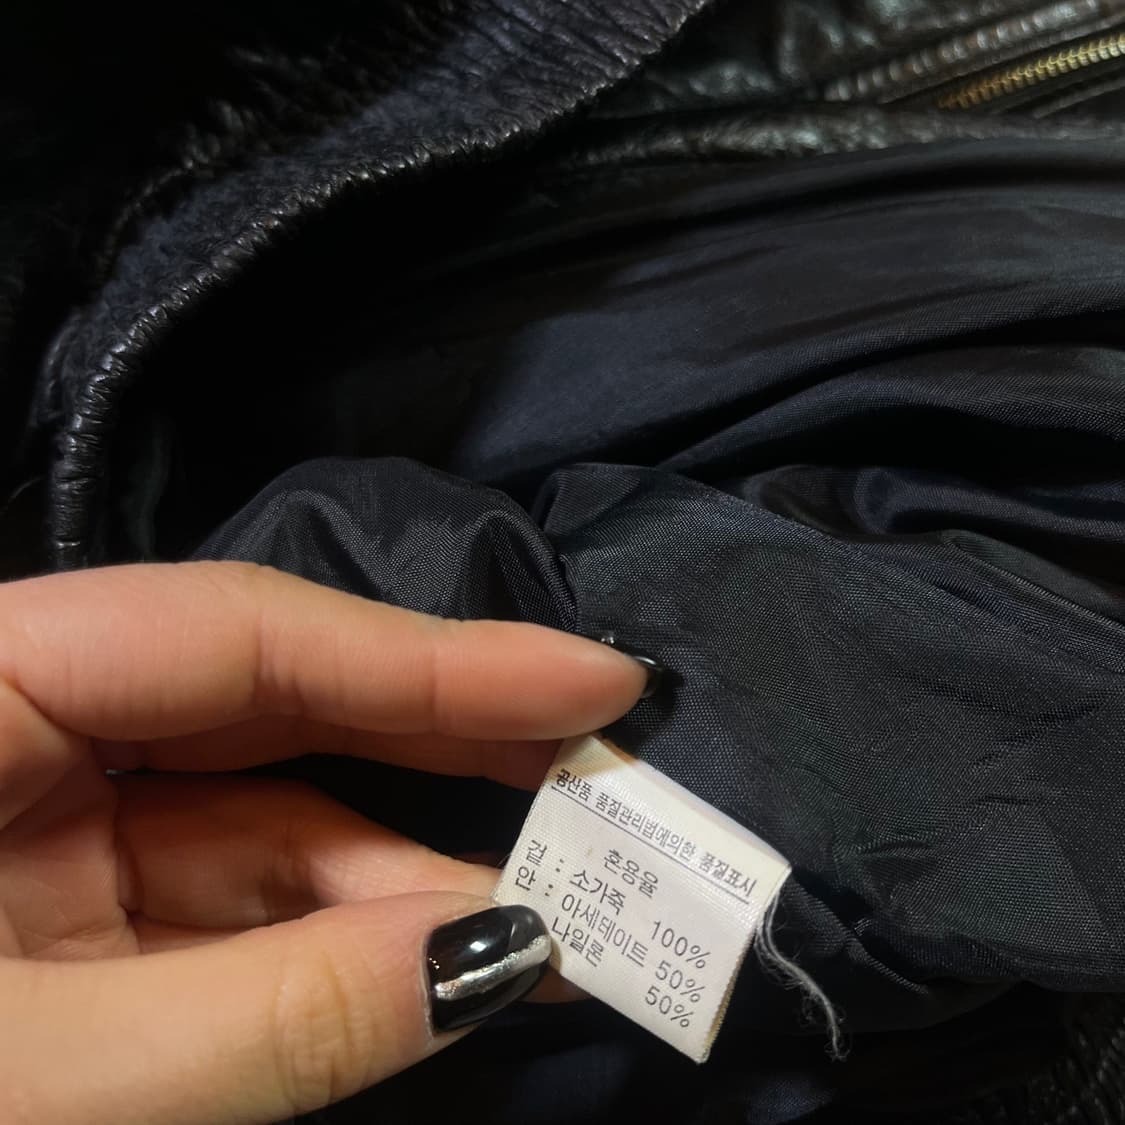 공산품 품질관리법에의한 품질표시
혼용율
겉 : 소가죽 100%
안 : 아세테이트 50%
나일론 50%